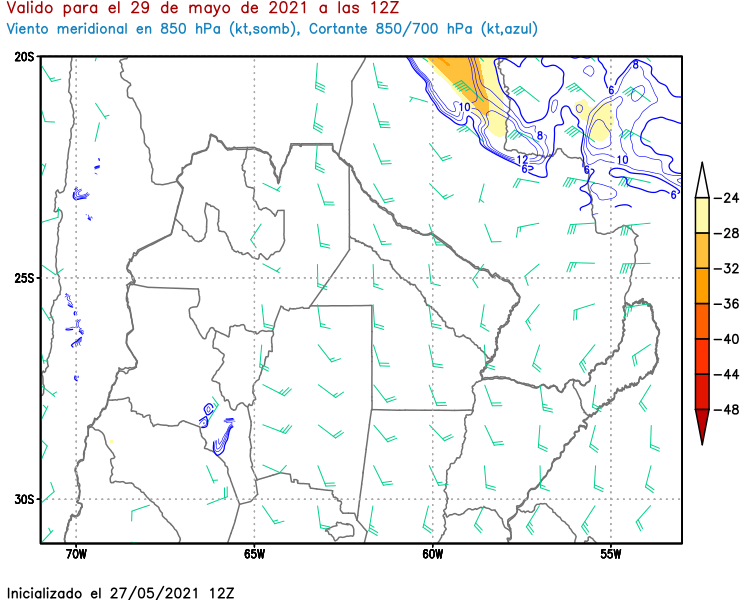 Valido para el 29 de mayo de 2021 a las 12Z
Viento meridional en 850 hPa (kt,somb), Cortante 850/700 hPa (kt,azul)
20S
8
6
10
8
12
6
6
10
6
-24
-28
25S
-32
-36
-40
-44
-48
30S
70W 65W 60W 55W
Inicializado el 27/05/2021 12Z